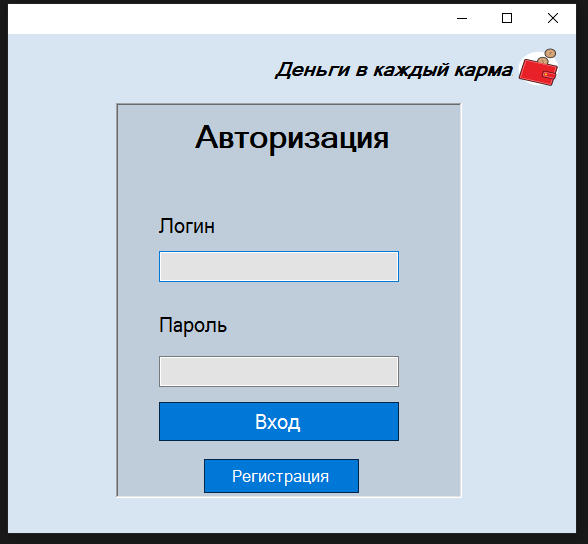 Деньги в каждый карма
Авторизация
Логин
Пароль
Вход
Регистрация